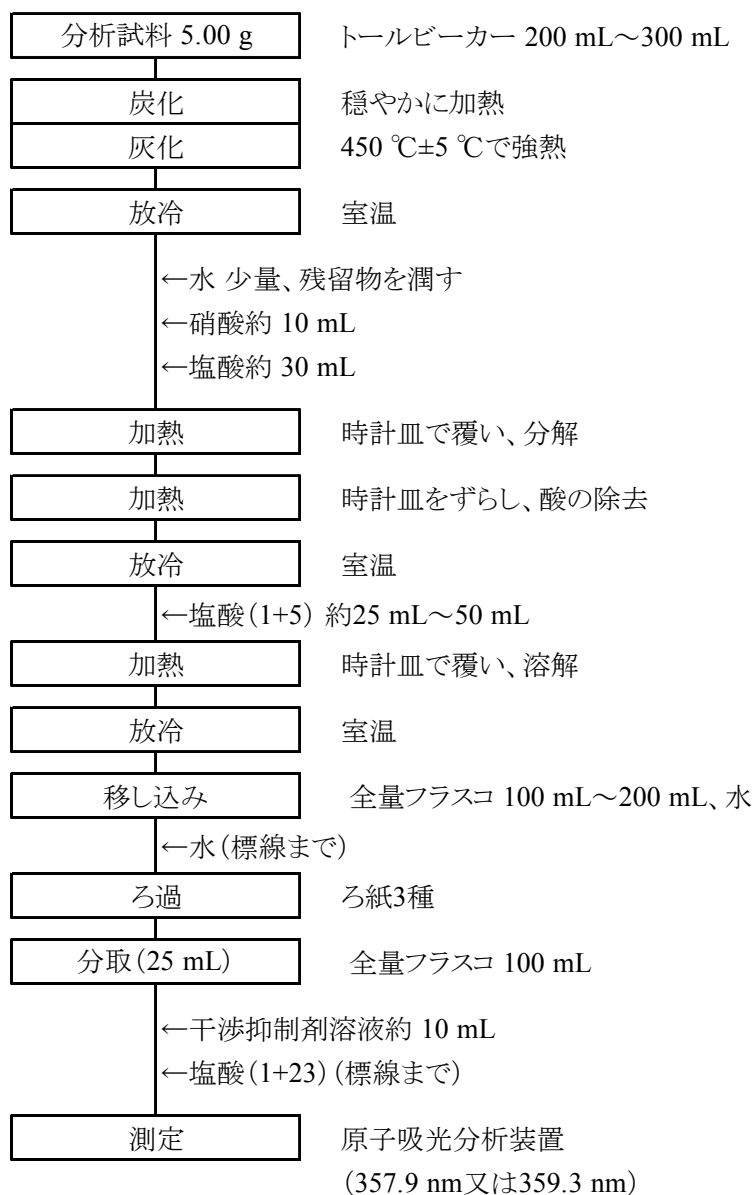 分析試料 5.00 g トールビーカー 200 mL～300 mL
炭化 穏やかに加熱
灰化 450 ℃±5 ℃で強熱
放冷 室温
←水 少量、残留物を潤す
←硝酸約 10 mL
←塩酸約 30 mL
加熱 時計皿で覆い、分解
加熱 時計皿をずらし、酸の除去
放冷 室温
←塩酸（1+5） 約25 mL～50 mL
加熱 時計皿で覆い、溶解
放冷 室温
移し込み 全量フラスコ 100 mL～200 mL、水
←水（標線まで）
ろ過 ろ紙3種
分取（25 mL） 全量フラスコ 100 mL
←干渉抑制剤溶液約 10 mL
←塩酸（1+23）（標線まで）
測定 原子吸光分析装置
（357.9 nm又は359.3 nm）